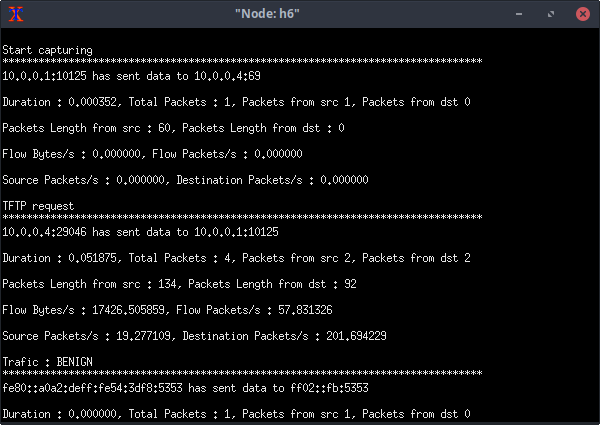 "Node: h6"
Start capturing
********************************************************************************
10.0.0.1:10125 has sent data to 10.0.0.4:69
Duration : 0.000352, Total Packets : 1, Packets from src 1, Packets from dst 0
Packets Length from src : 60, Packets Length from dst : 0
Flow Bytes/s : 0.000000, Flow Packets/s : 0.000000
Source Packets/s : 0.000000, Destination Packets/s : 0.000000
TFTP request
********************************************************************************
10.0.0.4:29046 has sent data to 10.0.0.1:10125
Duration : 0.051875, Total Packets : 4, Packets from src 2, Packets from dst 2
Packets Length from src : 134, Packets Length from dst : 92
Flow Bytes/s : 17426.505859, Flow Packets/s : 57.831326
Source Packets/s : 19.277109, Destination Packets/s : 201.694229
Trafic : BENIGN
********************************************************************************
fe80::a0a2:deff:fe54:3df8:5353 has sent data to ff02::fb:5353
Duration : 0.000000, Total Packets : 1, Packets from src 1, Packets from dst 0